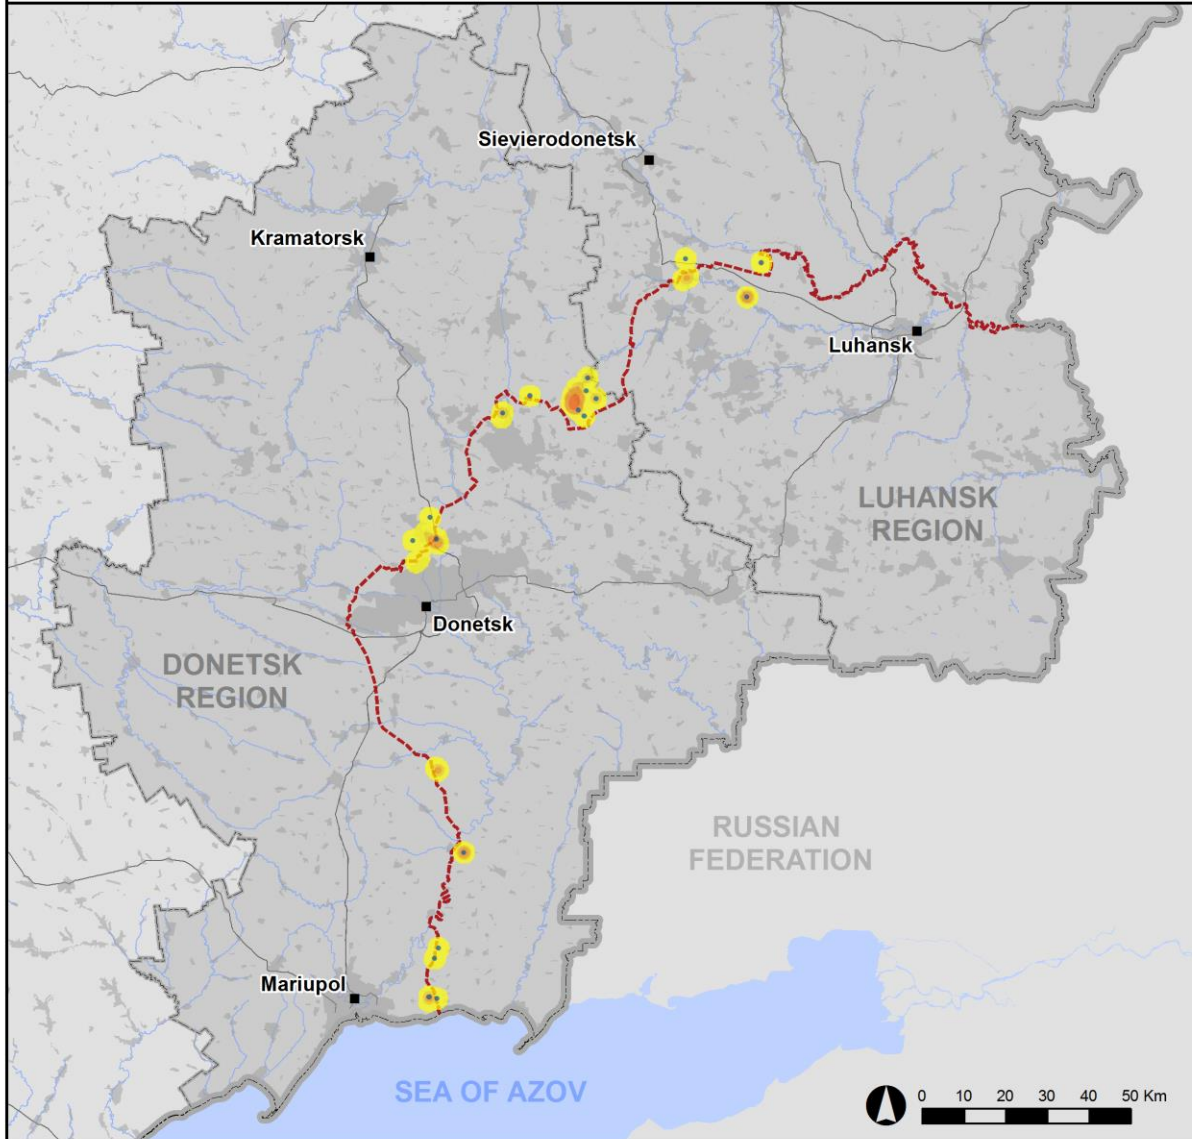 Sievierodonetsk
Kramatorsk
Luhansk
LUHANSK
REGION
Donetsk
DONETSK
REGION
RUSSIAN
FEDERATION
Mariupol
SEA OF AZOV
0 10 20 30 40 50 Km